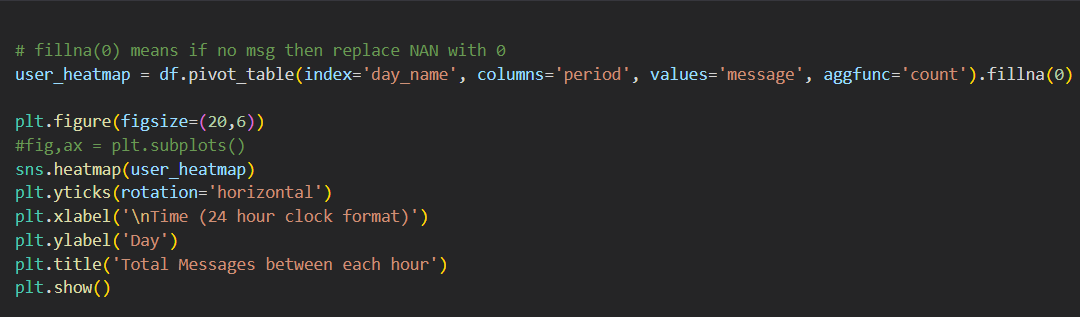 # fillna(0) means if no msg then replace NAN with 0
user_heatmap = df.pivot_table(index='day_name', columns='period', values='message', aggfunc='count').fillna(0)
plt.figure(figsize=(20,6))
#fig,ax = plt.subplots()
sns.heatmap(user_heatmap)
plt.yticks(rotation='horizontal')
plt.xlabel('\nTime (24 hour clock format)')
plt.ylabel('Day')
plt.title('Total Messages between each hour')
plt.show()